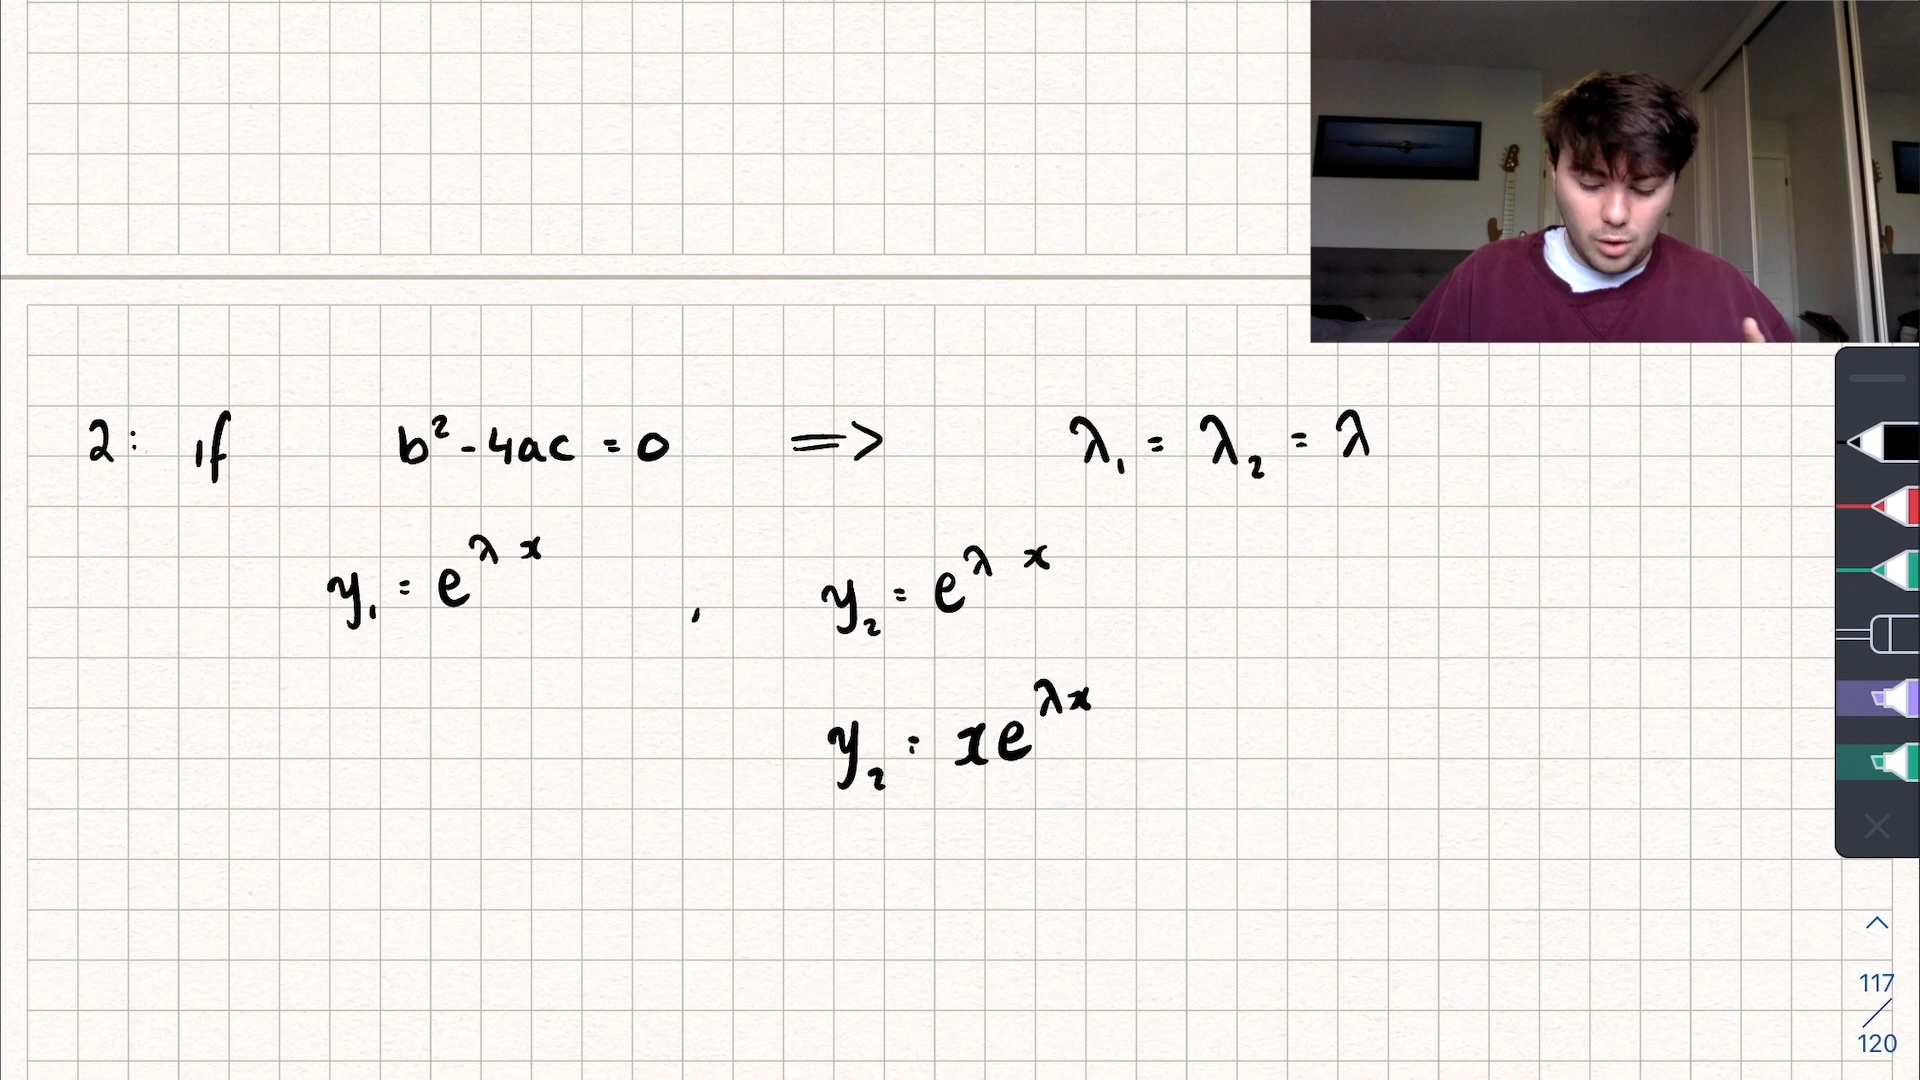 2: if b² - 4ac = 0 => λ₁ = λ₂ = λ
y₁ = e^{λx} , y₂ = e^{λx}
y₂ = xe^{λx}
117
/
120